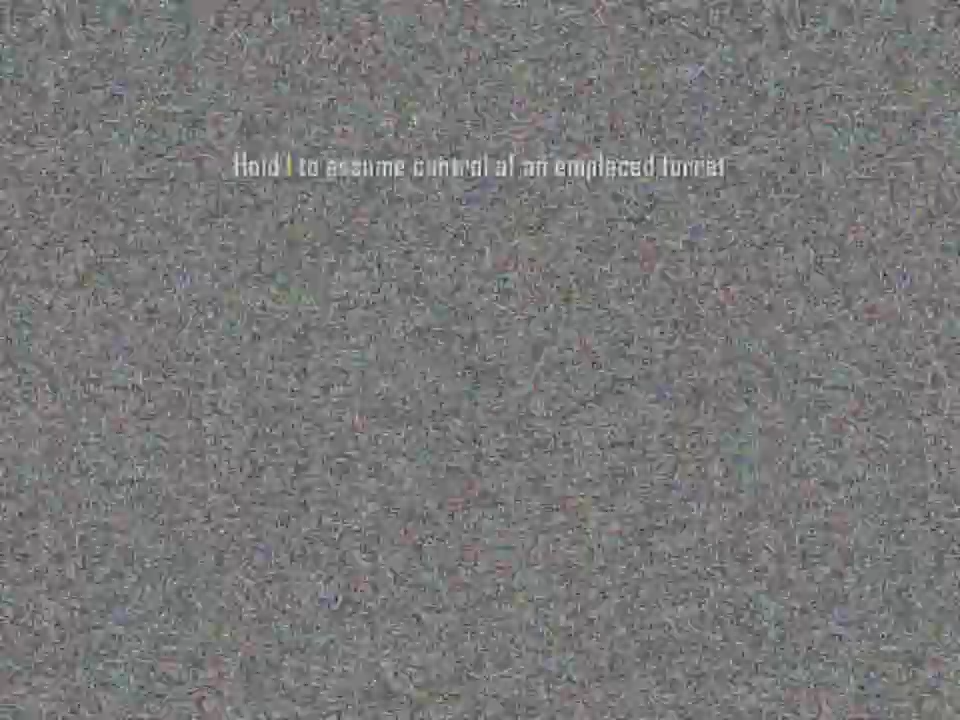 Hold I to assume control of an emplaced turret